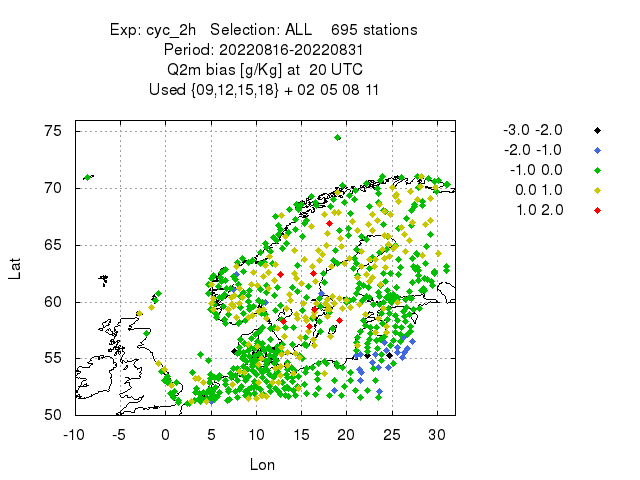 Exp: cyc_2h Selection: ALL 695 stations
Period: 20220816-20220831
Q2m bias [g/Kg] at 20 UTC
Used {09,12,15,18} + 02 05 08 11
-3.0 -2.0
-2.0 -1.0
-1.0 0.0
0.0 1.0
1.0 2.0
75
70
65
60
55
50
Lat
-10 -5 0 5 10 15 20 25 30
Lon